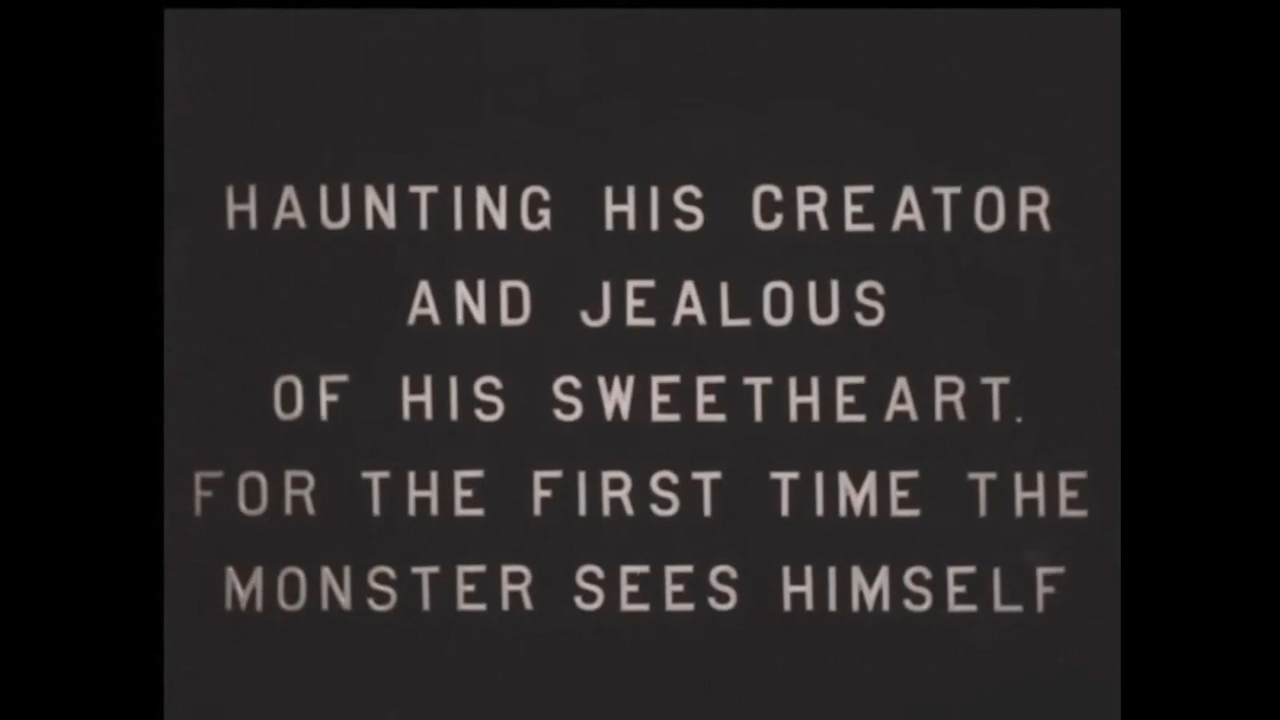 HAUNTING HIS CREATOR
AND JEALOUS
OF HIS SWEETHEART.
FOR THE FIRST TIME THE
MONSTER SEES HIMSELF